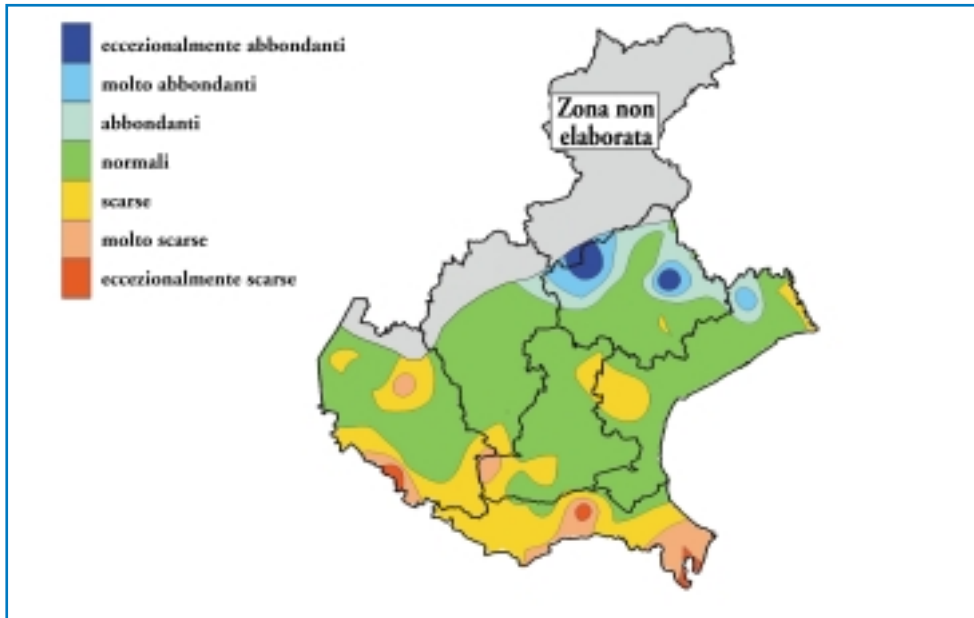 eccezionalmente abbondanti
molto abbondanti
abbondanti
normali
scarse
molto scarse
eccezionalmente scarse
Zona non
elaborata